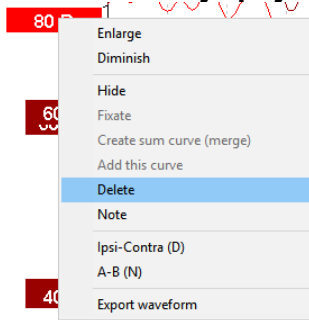 80
Enlarge
Diminish
Hide
60
Fixate
Create sum curve (merge)
Add this curve
Delete
Note
Ipsi-Contra (D)
A-B (N)
40
Export waveform